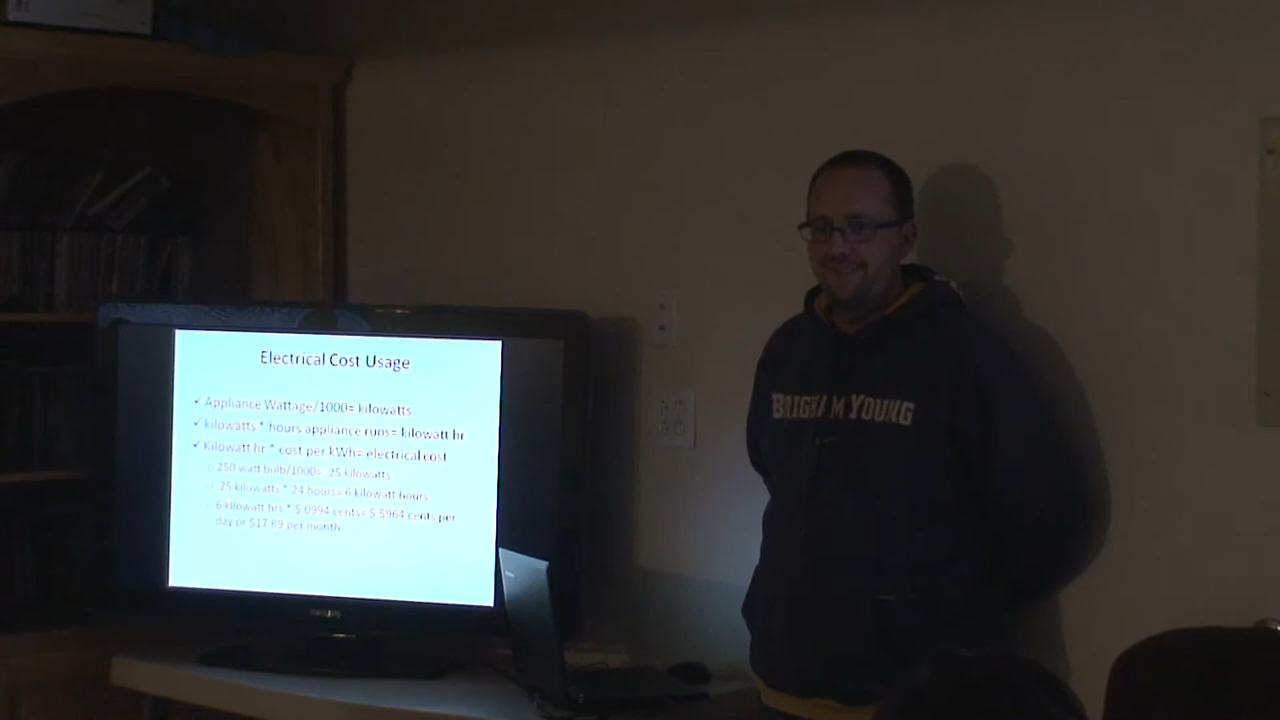 Electrical Cost Usage
✓ Appliance Wattage/1000= kilowatts
✓ kilowatts * hours appliance runs= kilowatt hr
✓ Kilowatt hr * cost per kWh= electrical cost
○ 250 watt bulb/1000= .25 kilowatts
○ .25 kilowatts * 24 hours= 6 kilowatt hours
○ 6 kilowatt hrs * $.0994 cents= $.5964 cents per
day or $17.89 per month
PHILIPS
BRIGHAM YOUNG